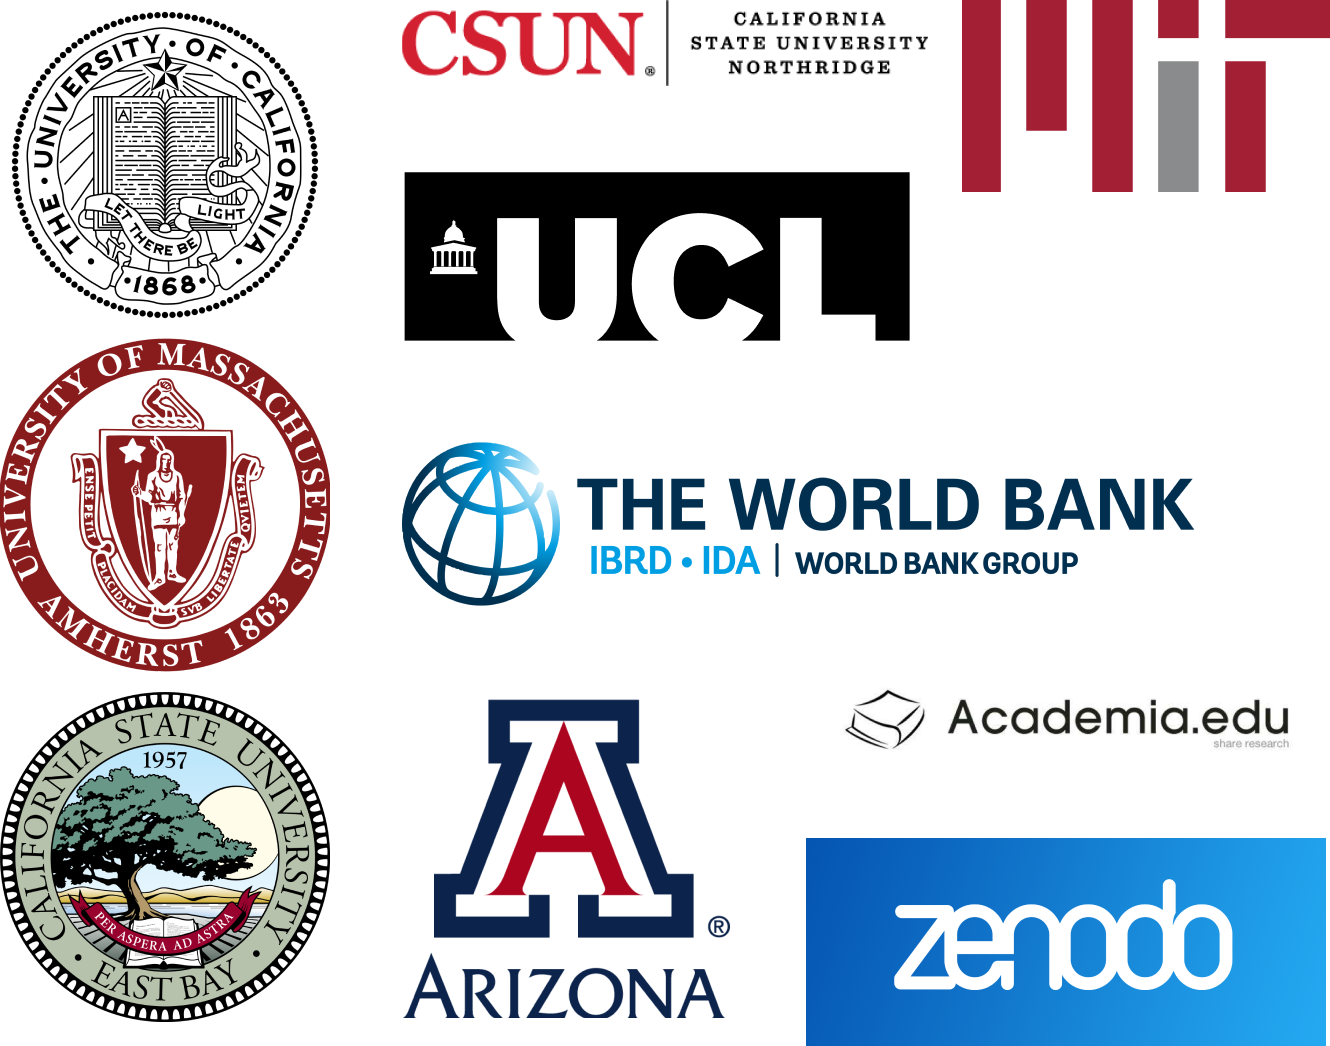 THE · UNIVERSITY · OF · CALIFORNIA
A
LET THERE BE LIGHT
· 1868 ·
CSUN®
CALIFORNIA
STATE UNIVERSITY
NORTHRIDGE
MIT
UCL
UNIVERSITY OF MASSACHUSETTS
AMHERST 1863
ENSE PETIT PLACIDAM SVB LIBERTATE QVIETEM
THE WORLD BANK
IBRD • IDA | WORLD BANK GROUP
CALIFORNIA STATE UNIVERSITY
· EAST BAY ·
1957
PER ASPERA AD ASTRA
A®
ARIZONA
Academia.edu
share research
zenodo